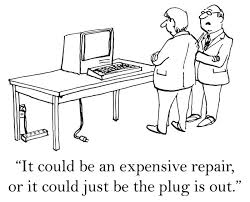 “It could be an expensive repair,
or it could just be the plug is out.”